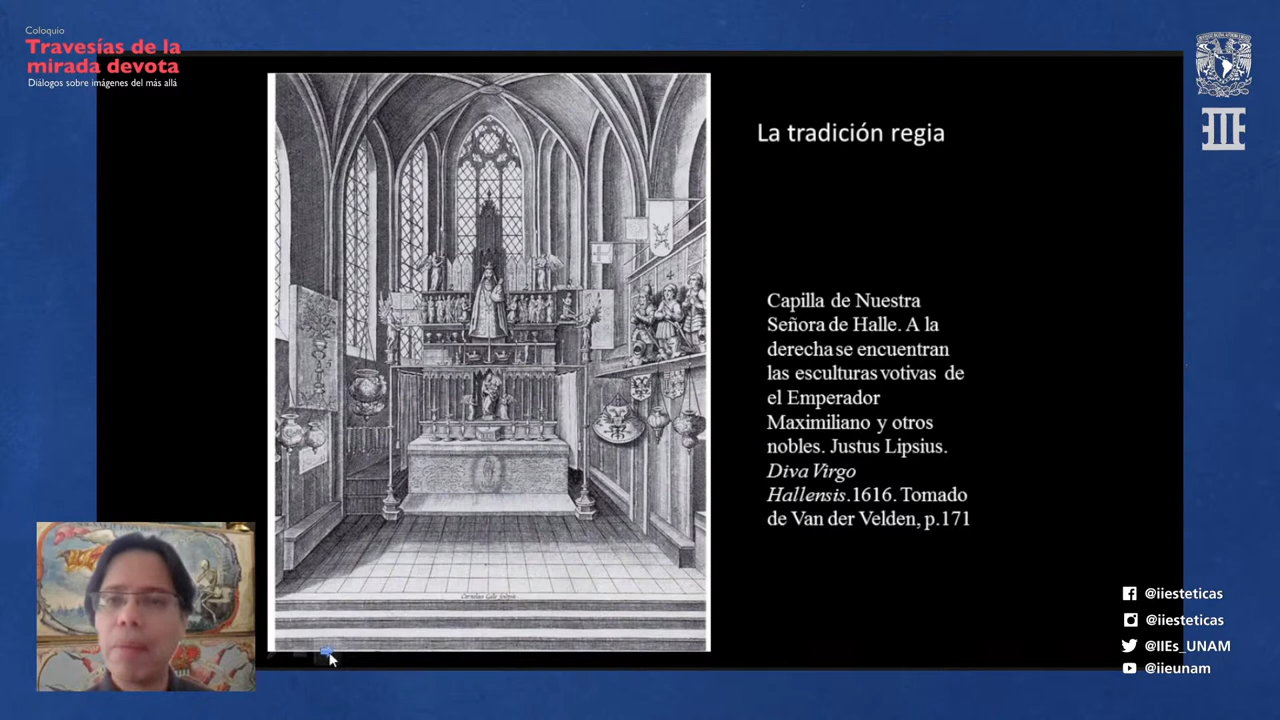 Coloquio
Travesías de la
mirada devota
Diálogos sobre imágenes del más allá
La tradición regia
Capilla de Nuestra
Señora de Halle. A la
derecha se encuentran
las esculturas votivas de
el Emperador
Maximiliano y otros
nobles. Justus Lipsius.
Diva Virgo
Hallensis.1616. Tomado
de Van der Velden, p.171
@iiesteticas
@iiesteticas
@IIEs_UNAM
@iieunam